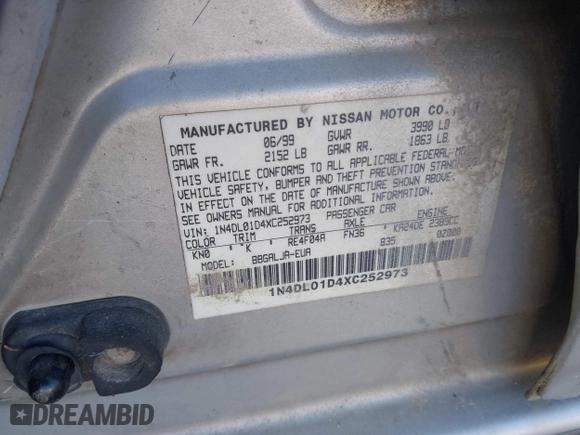 MANUFACTURED BY NISSAN MOTOR CO.,
DATE 06/99 GVWR 3990 LB
GAWR FR. 2152 LB GAWR RR. 1863 LB
THIS VEHICLE CONFORMS TO ALL APPLICABLE FEDERAL
VEHICLE SAFETY, BUMPER AND THEFT PREVENTION
IN EFFECT ON THE DATE OF MANUFACTURE SHOWN ABOVE.
SEE OWNERS MANUAL FOR ADDITIONAL INFORMATION.
VIN: 1N4DL01D4XC252973 PASSENGER CAR
COLOR TRIM TRANS AXLE ENGINE
KN0 K RE4F04A FN36 KA24DE 2389CC
MODEL: BBGALJA-EUA 835 02000
1N4DL01D4XC252973
DREAMBID